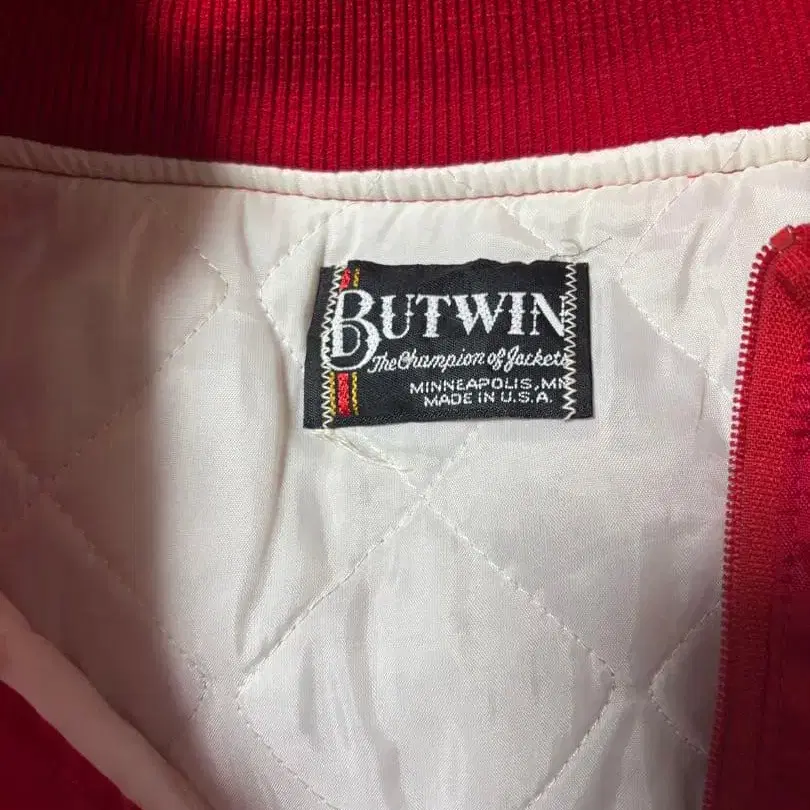 BUTWIN
The Champion of Jackets
MINNEAPOLIS, MN
MADE IN U.S.A.